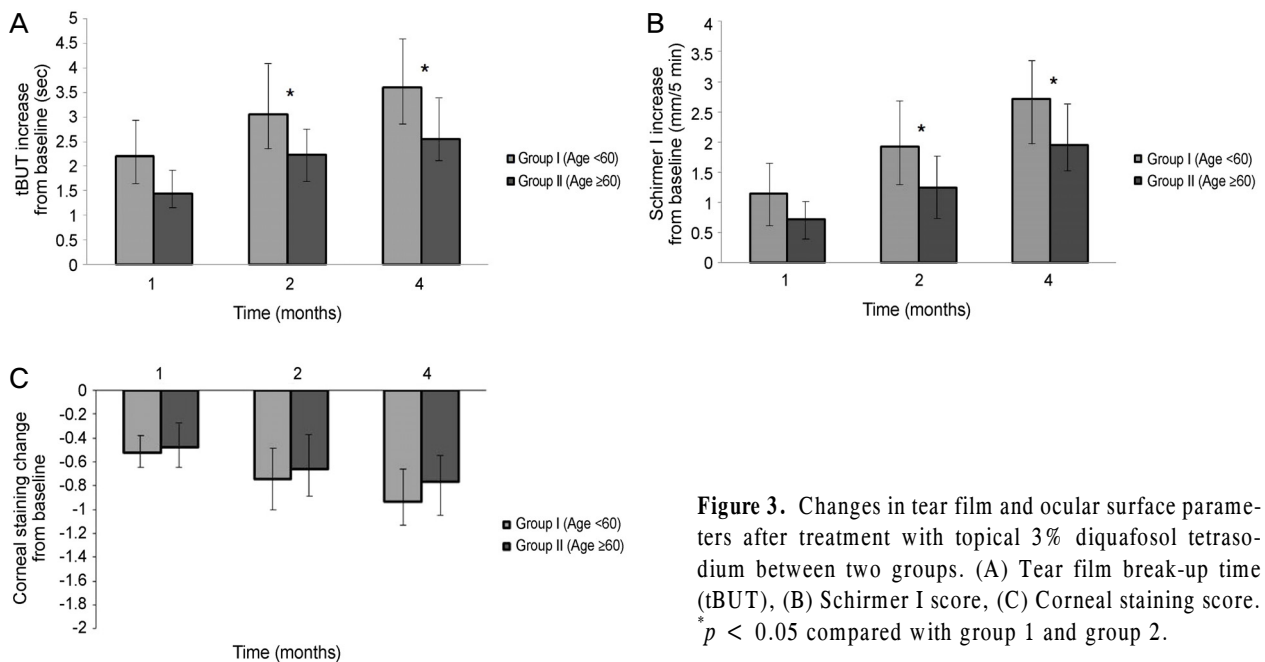 A
tBUT increase
from baseline (sec)
5
4.5
4
3.5
3
2.5
2
1.5
1
0.5
0
*
*
1
2
4
Time (months)
Group I (Age <60)
Group II (Age ≥60)
B
Schirmer I increase
from baseline (mm/5 min)
4
3.5
3
2.5
2
1.5
1
0.5
0
*
*
1
2
4
Time (months)
Group I (Age <60)
Group II (Age ≥60)
C
Corneal staining change
from baseline
1
2
4
0
-0.2
-0.4
-0.6
-0.8
-1
-1.2
-1.4
-1.6
-1.8
-2
Time (months)
Group I (Age <60)
Group II (Age ≥60)
Figure 3. Changes in tear film and ocular surface parame-
ters after treatment with topical 3% diquafosol tetraso-
dium between two groups. (A) Tear film break-up time
(tBUT), (B) Schirmer I score, (C) Corneal staining score.
*p < 0.05 compared with group 1 and group 2.